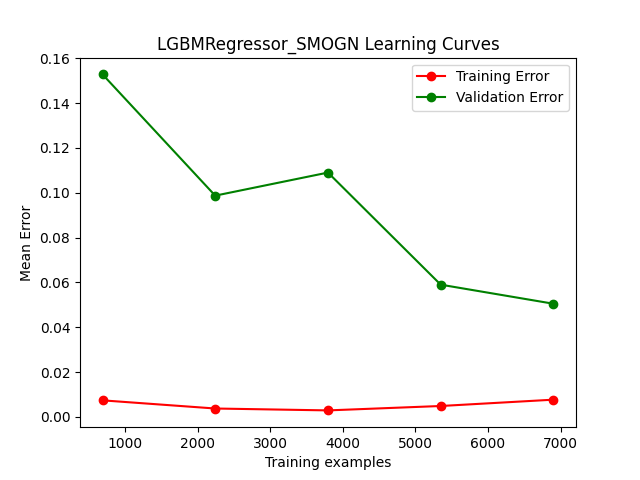 LGBMRegressor_SMOGN Learning Curves
Training Error
Validation Error
Mean Error
0.16
0.14
0.12
0.10
0.08
0.06
0.04
0.02
0.00
1000 2000 3000 4000 5000 6000 7000
Training examples